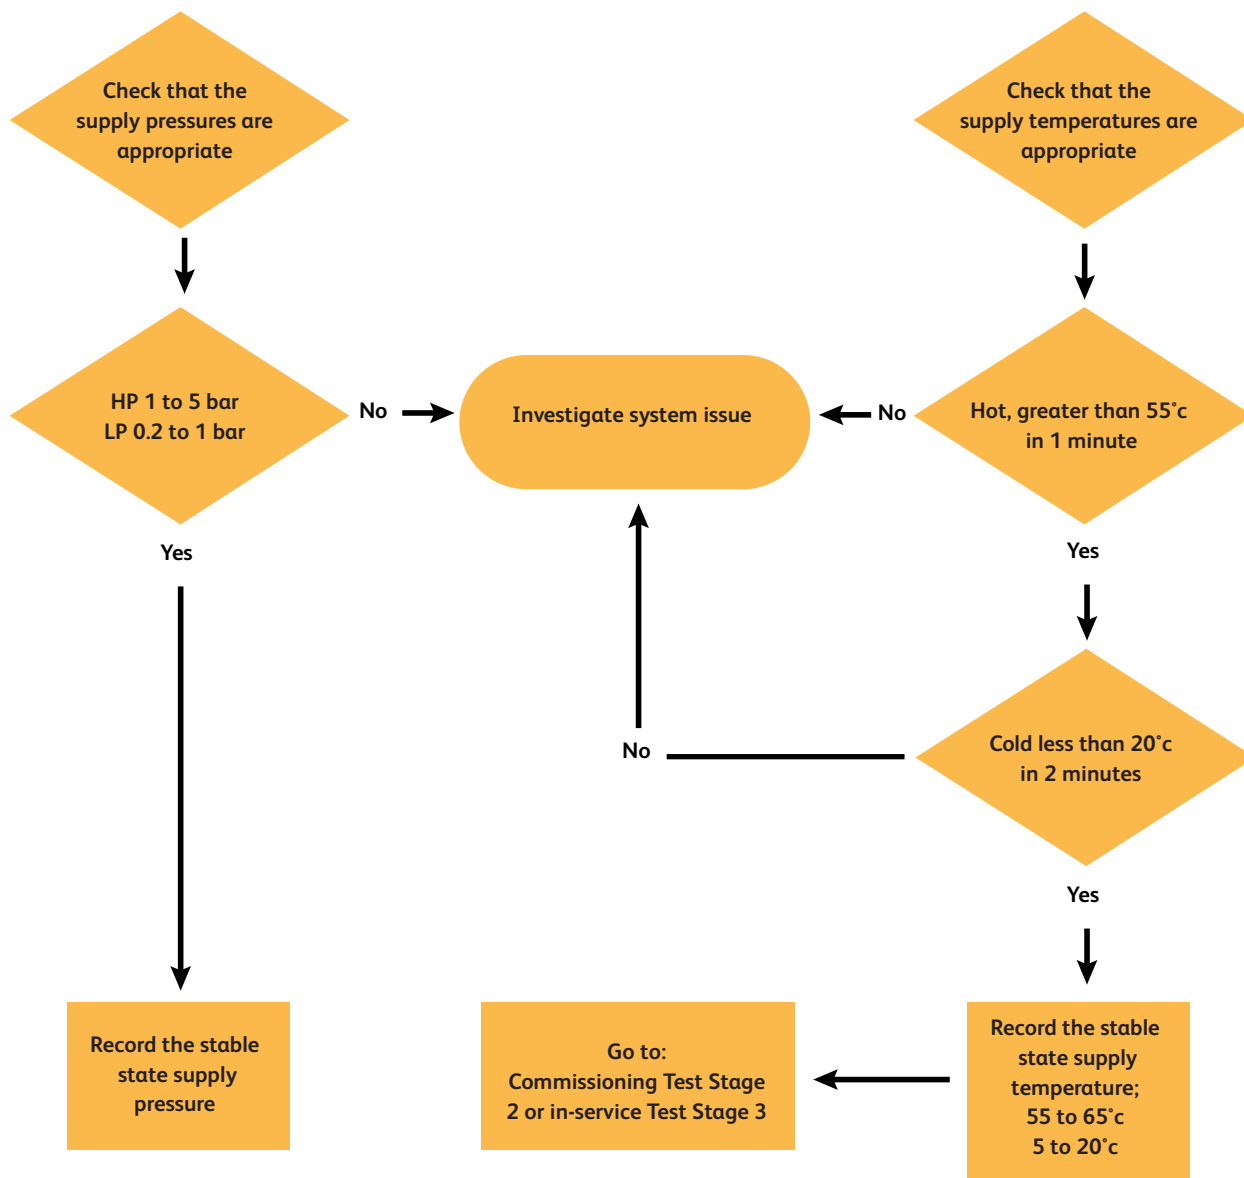 Check that the
supply pressures are
appropriate
Check that the
supply temperatures are
appropriate
HP 1 to 5 bar
LP 0.2 to 1 bar
No
Investigate system issue
No
Hot, greater than 55°c
in 1 minute
Yes
Yes
Cold less than 20°c
in 2 minutes
No
Yes
Record the stable
state supply
pressure
Go to:
Commissioning Test Stage
2 or in-service Test Stage 3
Record the stable
state supply
temperature;
55 to 65°c
5 to 20°c